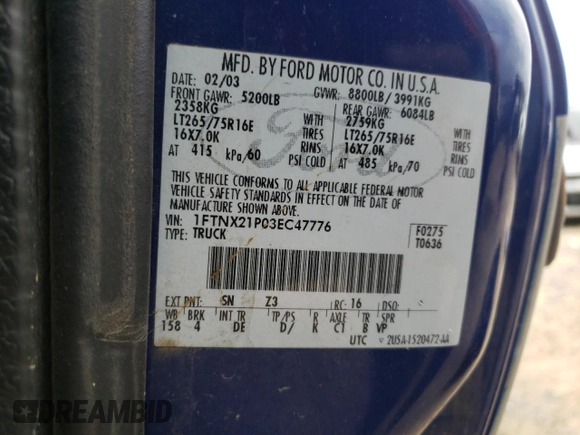 MFD. BY FORD MOTOR CO. IN U.S.A.
DATE: 02/03 GVWR: 8800LB/ 3991KG
FRONT GAWR: 5200LB REAR GAWR: 6084LB
2358KG WITH 2759KG WITH
LT265/75R16E TIRES LT265/75R16E TIRES
16X7.0K RIMS 16X7.0K RIMS
AT 415 kPa/60 PSI COLD AT 485 kPa/70 PSI COLD
THIS VEHICLE CONFORMS TO ALL APPLICABLE FEDERAL MOTOR
VEHICLE SAFETY STANDARDS IN EFFECT ON THE DATE OF
MANUFACTURE SHOWN ABOVE.
VIN: 1FTNX21P03EC47776 F0275
TYPE: TRUCK T0636
EXT PNT: SN Z3 RC: 16 DSO:
WB BRK INT TR TP/PS R AXLE TR SPR
158 4 DE D/ K C1 B VP
UTC 2USA-1520472-AA
Ford
DREAMBID